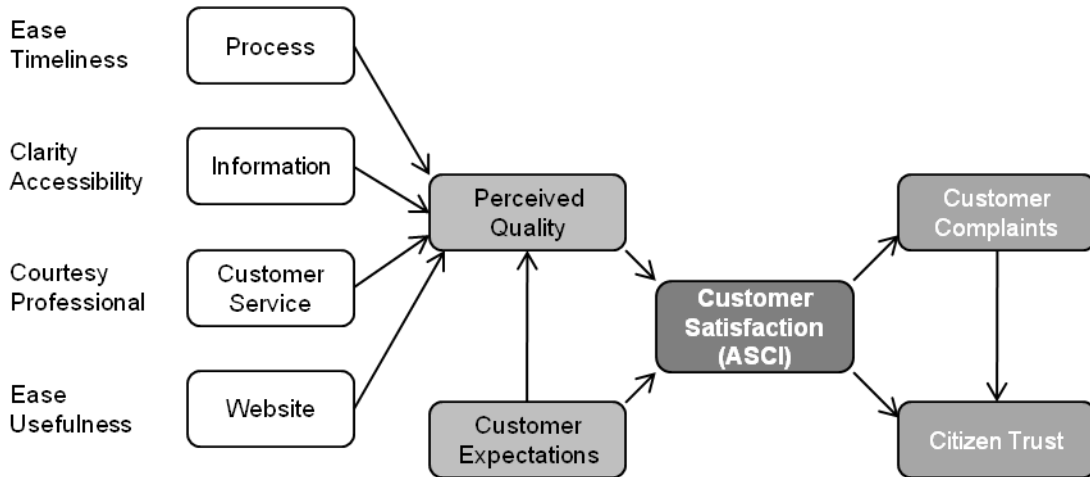 Ease
Timeliness
Process
Clarity
Accessibility
Information
Courtesy
Professional
Customer
Service
Ease
Usefulness
Website
Perceived
Quality
Customer
Expectations
Customer
Satisfaction
(ASCI)
Customer
Complaints
Citizen Trust